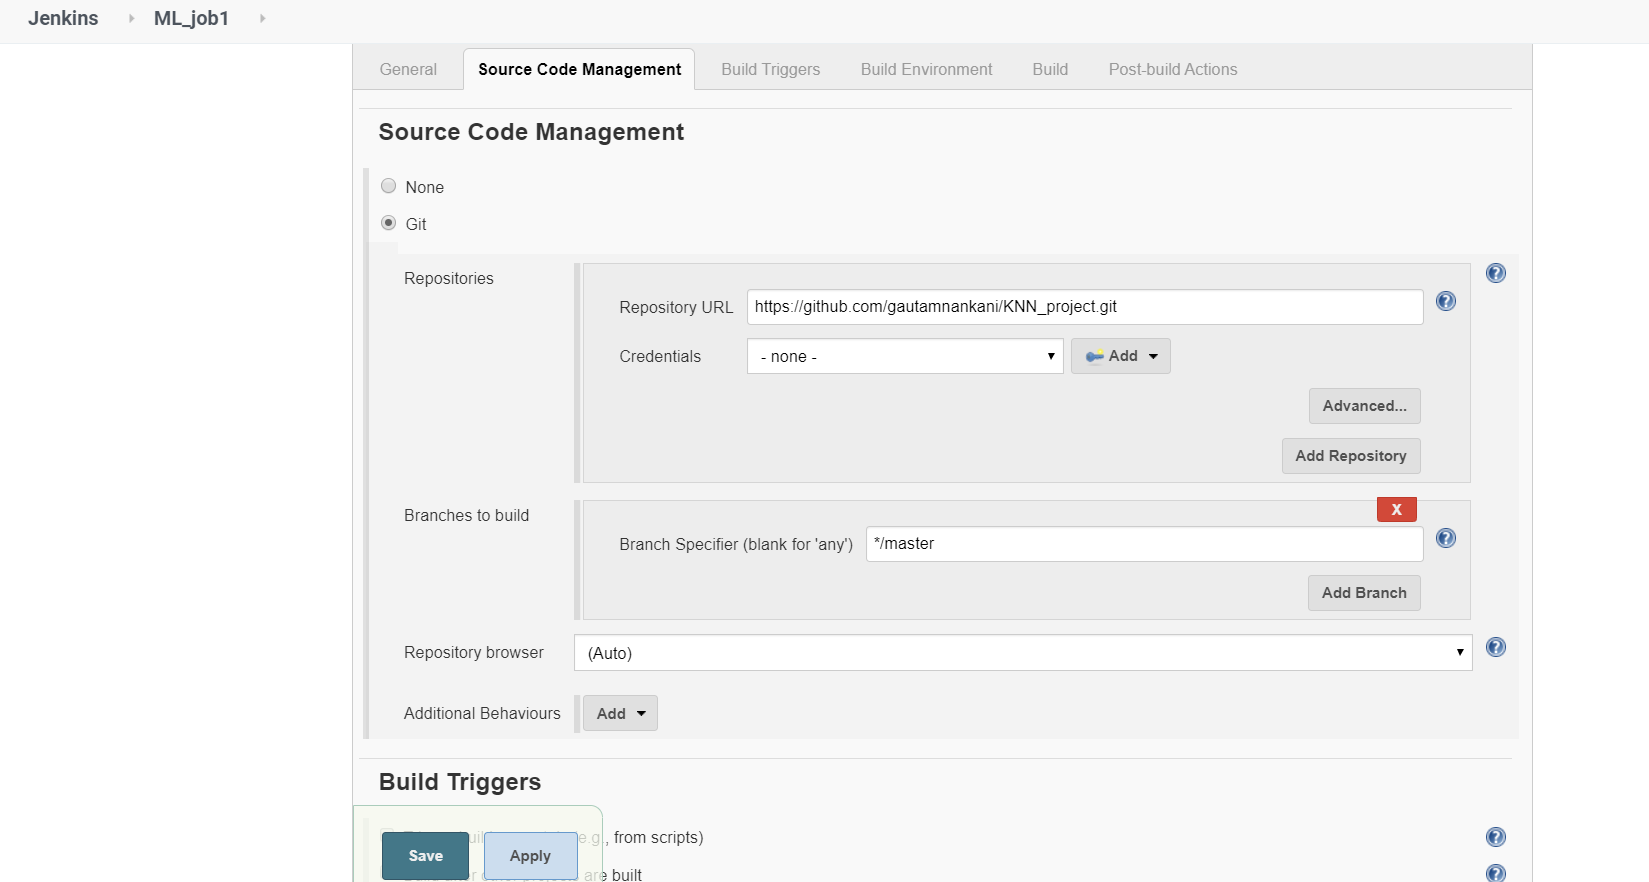 Jenkins ML_job1
General Source Code Management Build Triggers Build Environment Build Post-build Actions
Source Code Management
None
Git
Repositories
Repository URL https://github.com/gautamnankani/KNN_project.git
Credentials - none - Add
Advanced...
Add Repository
Branches to build
X
Branch Specifier (blank for 'any') */master
Add Branch
Repository browser (Auto)
Additional Behaviours Add
Build Triggers
, from scripts)
Save Apply
are built